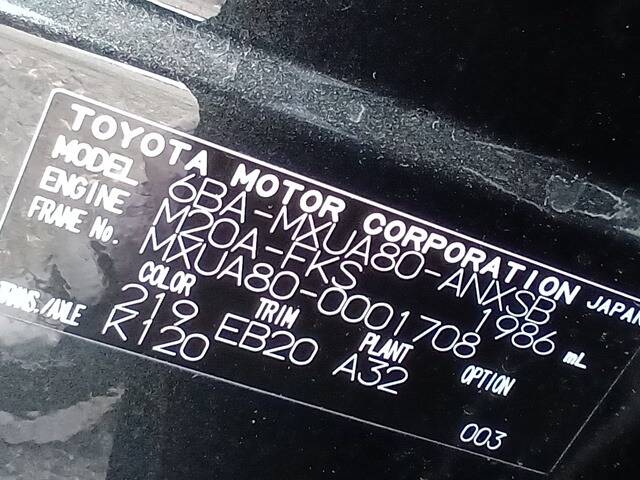 TOYOTA MOTOR CORPORATION JAPAN
MODEL 6BA-MXUA80-ANXSB
ENGINE M20A-FKS 1986 mL
FRAME No. MXUA80-0001708
COLOR TRIM PLANT OPTION
219 EB20 A32
TRANS./AXLE K120
003